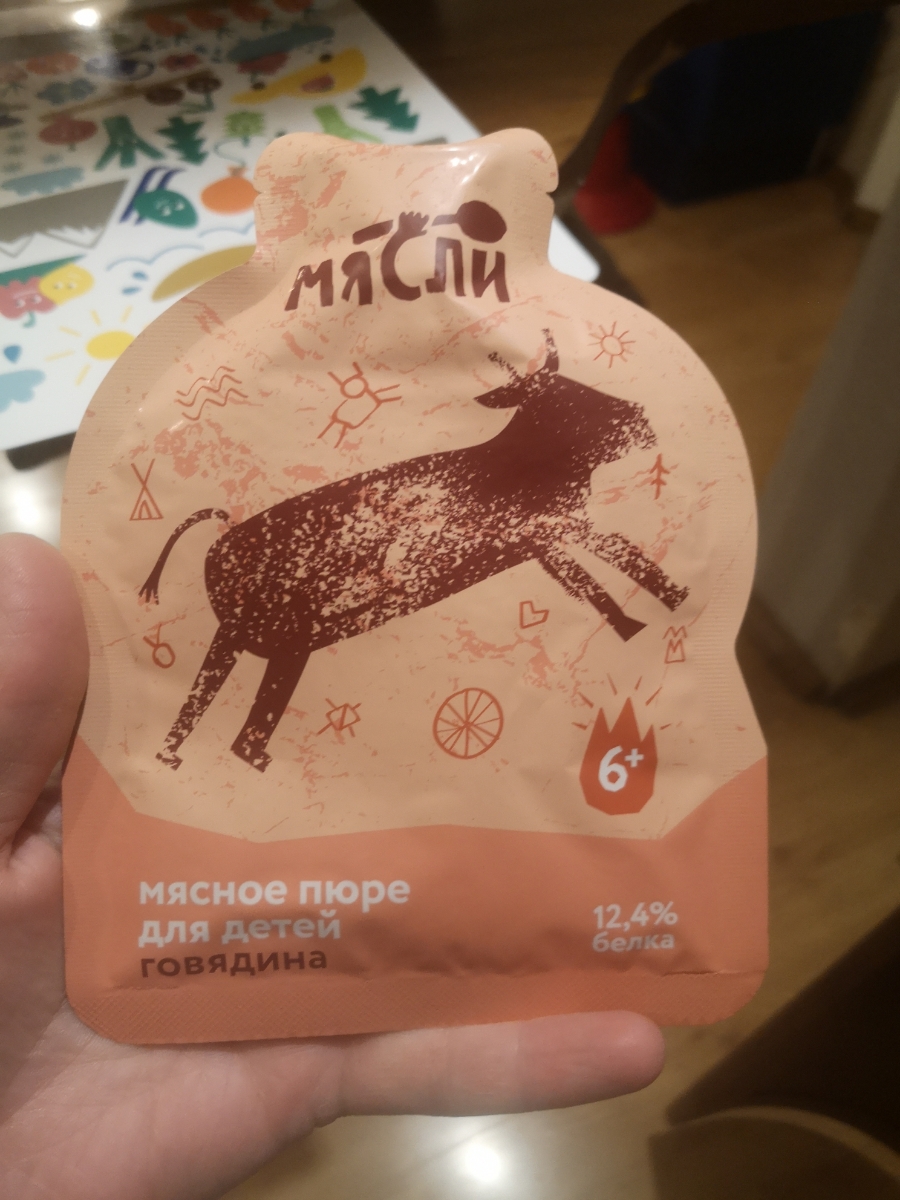 мясли
6+
мясное пюре
для детей
говядина
12,4%
белка